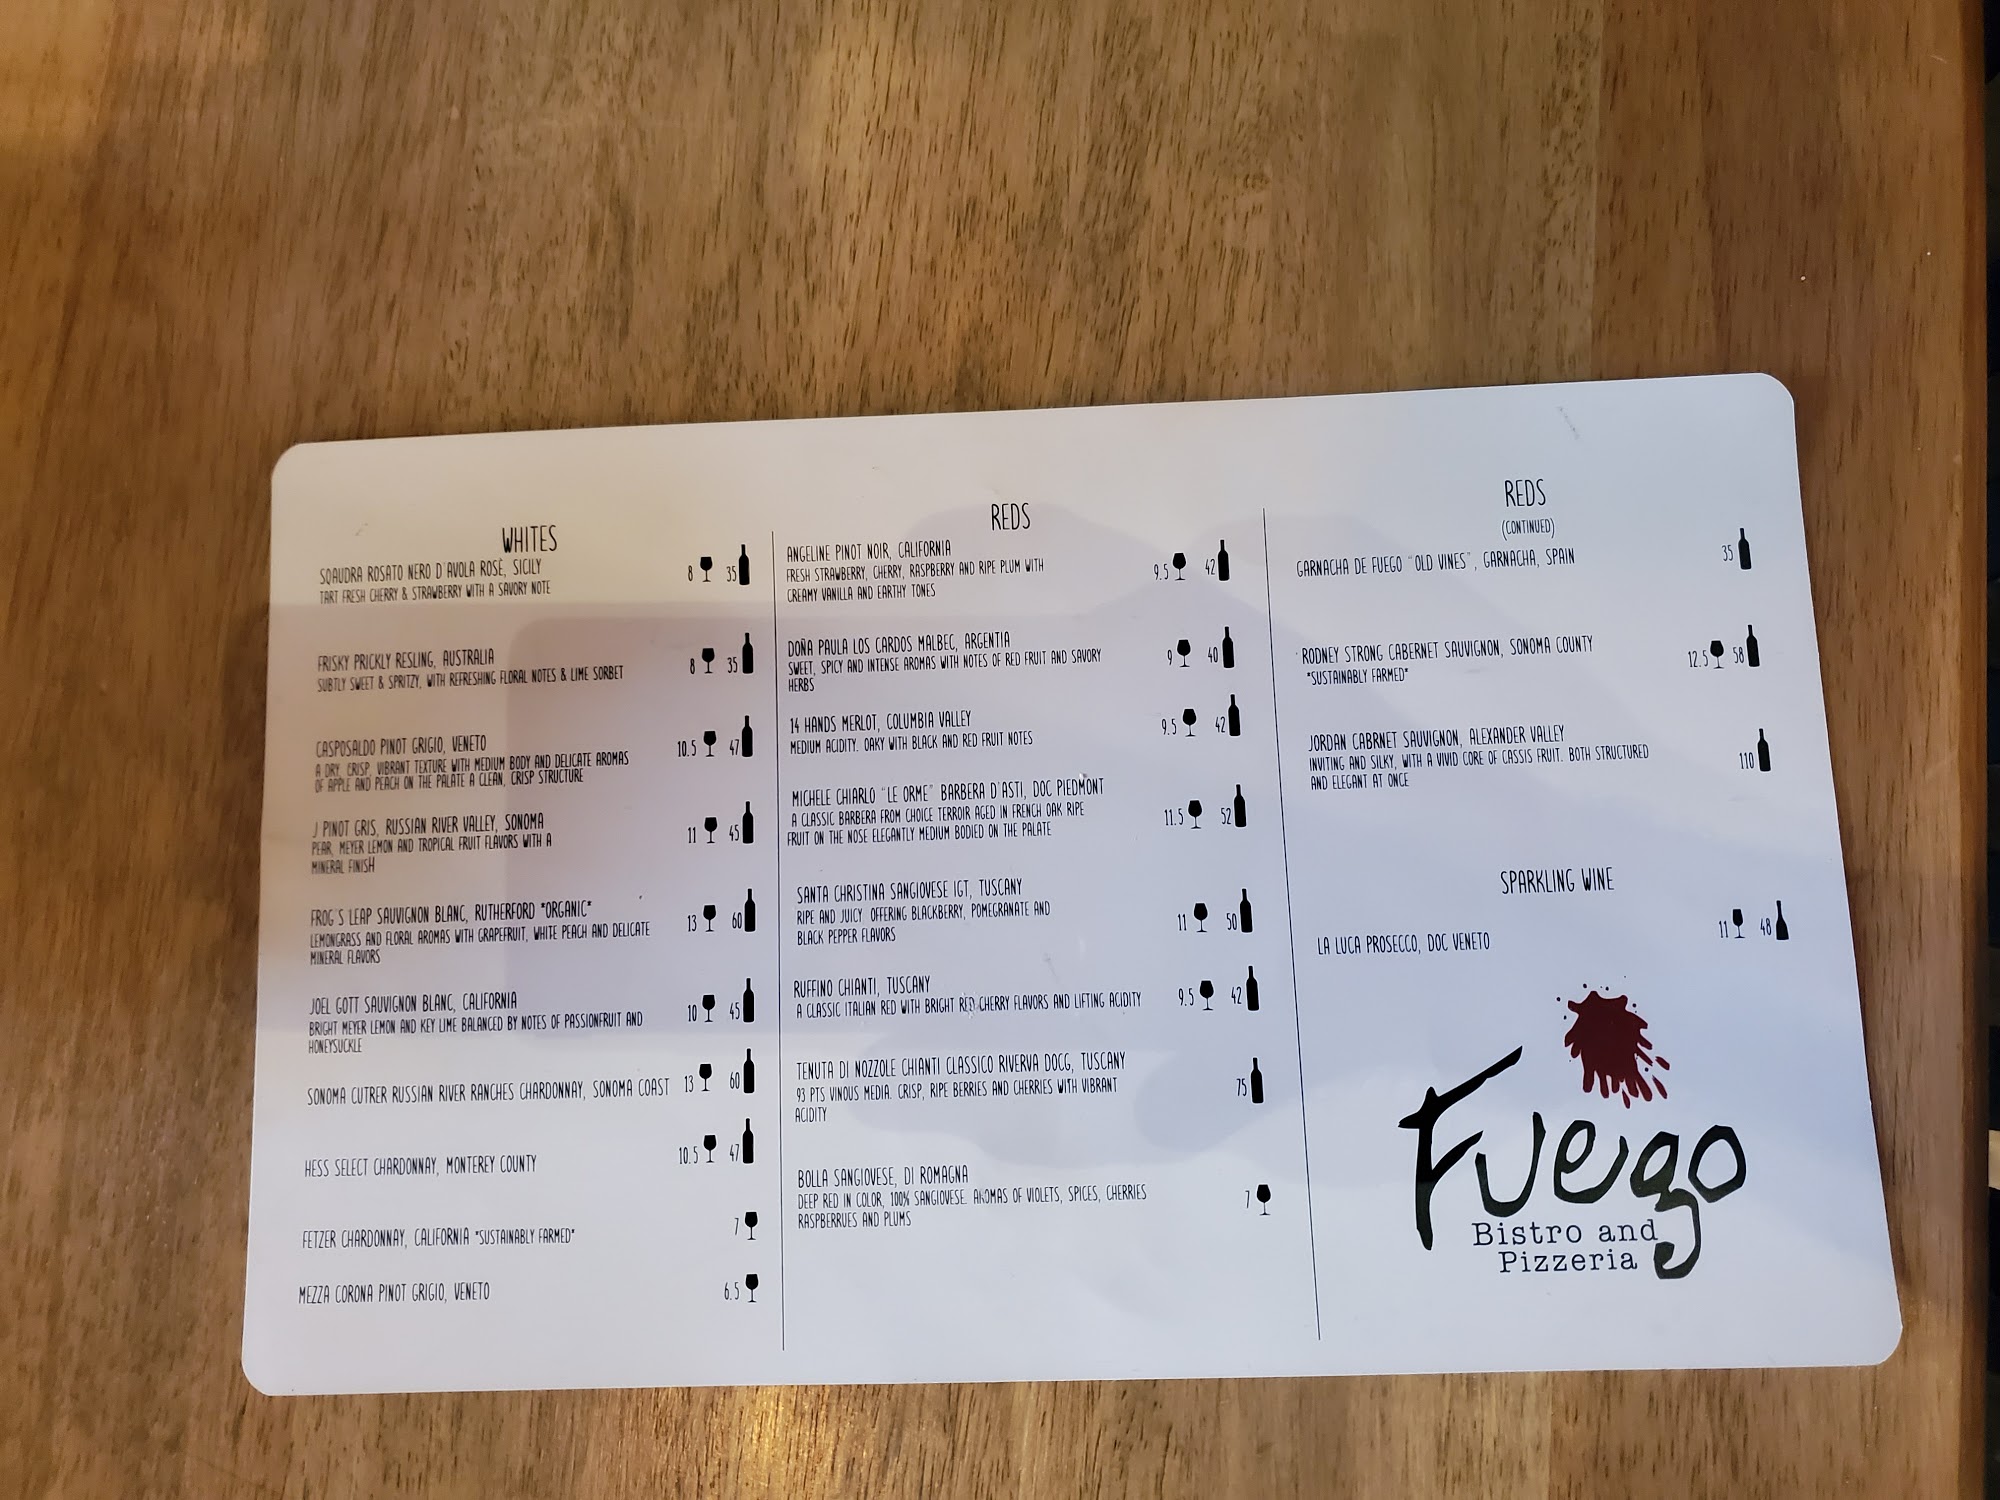 WHITES
SQAUDRA ROSATO NERO D'AVOLA ROSÈ, SICILY
8 35
TART FRESH CHERRY & STRAWBERRY WITH A SAVORY NOTE
FRISKY PRICKLY RESLING, AUSTRALIA
8 35
SUBTLY SWEET & SPRITZY, WITH REFRESHING FLORAL NOTES & LIME SORBET
CASPOSALDO PINOT GRIGIO, VENETO
10.5 47
A DRY, CRISP, VIBRANT TEXTURE WITH MEDIUM BODY AND DELICATE AROMAS
OF APPLE AND PEACH ON THE PALATE A CLEAN, CRISP STRUCTURE
J PINOT GRIS, RUSSIAN RIVER VALLEY, SONOMA
11 45
PEAR, MEYER LEMON AND TROPICAL FRUIT FLAVORS WITH A
MINERAL FINISH
FROG'S LEAP SAUVIGNON BLANC, RUTHERFORD *ORGANIC*
13 60
LEMONGRASS AND FLORAL AROMAS WITH GRAPEFRUIT, WHITE PEACH AND DELICATE
MINERAL FLAVORS
JOEL GOTT SAUVIGNON BLANC, CALIFORNIA
10 45
BRIGHT MEYER LEMON AND KEY LIME BALANCED BY NOTES OF PASSIONFRUIT AND
HONEYSUCKLE
SONOMA CUTRER RUSSIAN RIVER RANCHES CHARDONNAY, SONOMA COAST 13 60
HESS SELECT CHARDONNAY, MONTEREY COUNTY 10.5 47
FETZER CHARDONNAY, CALIFORNIA *SUSTAINABLY FARMED* 7
MEZZA CORONA PINOT GRIGIO, VENETO 6.5
REDS
ANGELINE PINOT NOIR, CALIFORNIA
9.5 42
FRESH STRAWBERRY, CHERRY, RASPBERRY AND RIPE PLUM WITH
CREAMY VANILLA AND EARTHY TONES
DOÑA PAULA LOS CARDOS MALBEC, ARGENTIA
9 40
SWEET, SPICY AND INTENSE AROMAS WITH NOTES OF RED FRUIT AND SAVORY
HERBS
14 HANDS MERLOT, COLUMBIA VALLEY
9.5 42
MEDIUM ACIDITY. OAKY WITH BLACK AND RED FRUIT NOTES
MICHELE CHIARLO "LE ORME" BARBERA D'ASTI, DOC PIEDMONT
11.5 52
A CLASSIC BARBERA FROM CHOICE TERROIR AGED IN FRENCH OAK RIPE
FRUIT ON THE NOSE ELEGANTLY MEDIUM BODIED ON THE PALATE
SANTA CHRISTINA SANGIOVESE IGT, TUSCANY
11 50
RIPE AND JUICY OFFERING BLACKBERRY, POMEGRANATE AND
BLACK PEPPER FLAVORS
RUFFINO CHIANTI, TUSCANY
9.5 42
A CLASSIC ITALIAN RED WITH BRIGHT RED CHERRY FLAVORS AND LIFTING ACIDITY
TENUTA DI NOZZOLE CHIANTI CLASSICO RIVERVA DOCG, TUSCANY
75
93 PTS VINOUS MEDIA. CRISP, RIPE BERRIES AND CHERRIES WITH VIBRANT
ACIDITY
BOLLA SANGIOVESE, DI ROMAGNA
7
DEEP RED IN COLOR, 100% SANGIOVESE. AROMAS OF VIOLETS, SPICES, CHERRIES
RASPBERRUES AND PLUMS
REDS
(CONTINUED)
GARNACHA DE FUEGO "OLD VINES", GARNACHA, SPAIN 35
RODNEY STRONG CABERNET SAUVIGNON, SONOMA COUNTY
12.5 58
*SUSTAINABLY FARMED*
JORDAN CABRNET SAUVIGNON, ALEXANDER VALLEY
110
INVITING AND SILKY, WITH A VIVID CORE OF CASSIS FRUIT. BOTH STRUCTURED
AND ELEGANT AT ONCE
SPARKLING WINE
LA LUCA PROSECCO, DOC VENETO 11 48
Fuego
Bistro and
Pizzeria